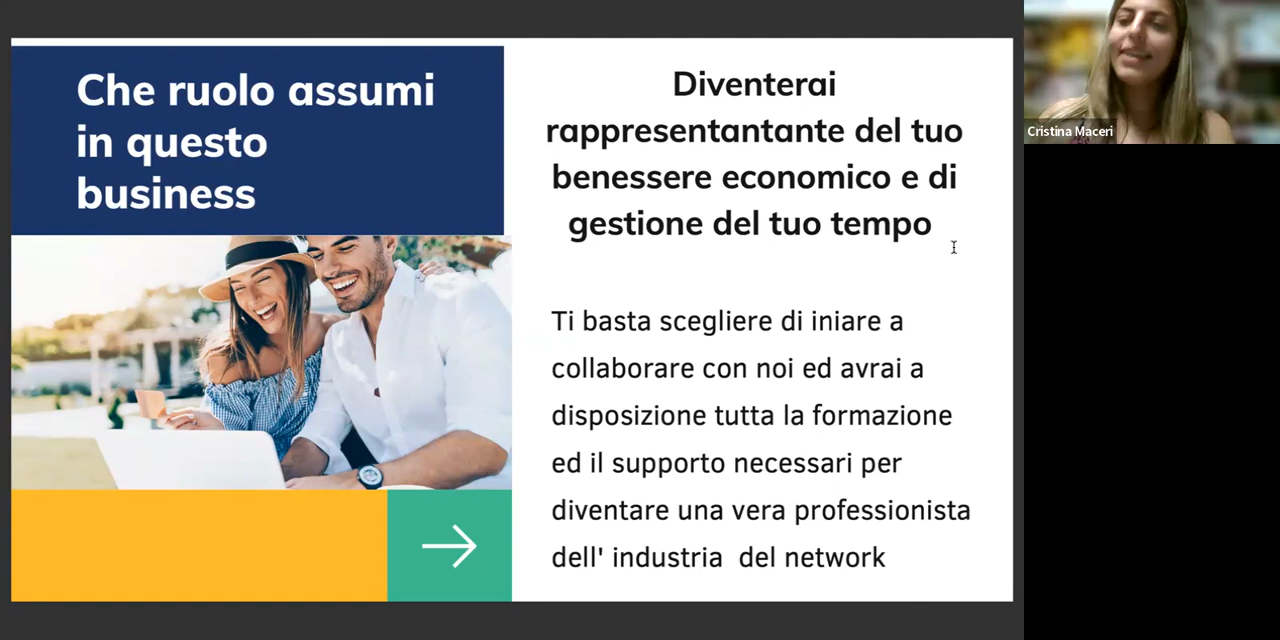 Che ruolo assumi
in questo
business
Diventerai
rappresentantante del tuo
benessere economico e di
gestione del tuo tempo
Ti basta scegliere di iniare a
collaborare con noi ed avrai a
disposizione tutta la formazione
ed il supporto necessari per
diventare una vera professionista
dell' industria  del network
Cristina Maceri